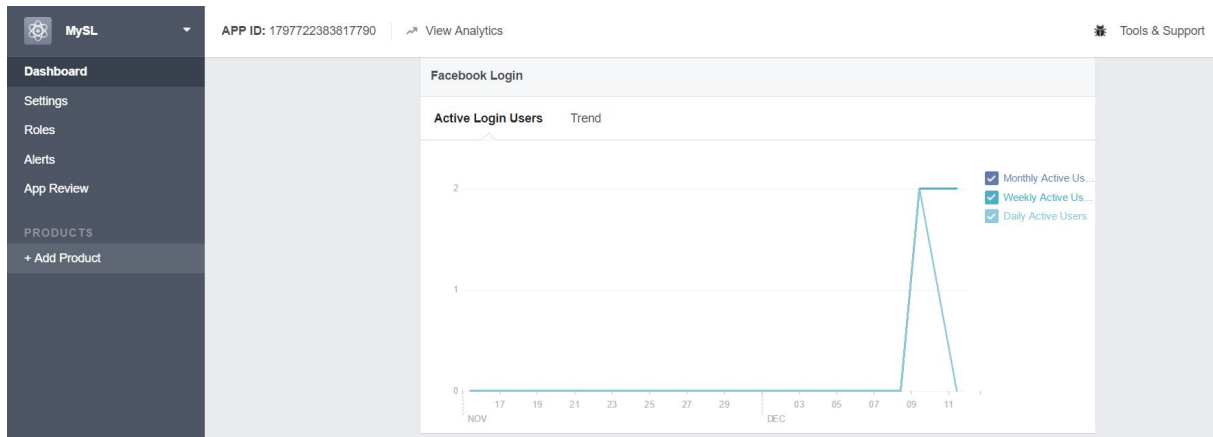 MySL
APP ID: 1797722383817790
View Analytics
Tools & Support
Dashboard
Settings
Roles
Alerts
App Review
PRODUCTS
+ Add Product
Facebook Login
Active Login Users Trend
Monthly Active Us...
Weekly Active Us...
Daily Active Users
2
1
0
17 19 21 23 25 27 29 03 05 07 09 11
NOV DEC